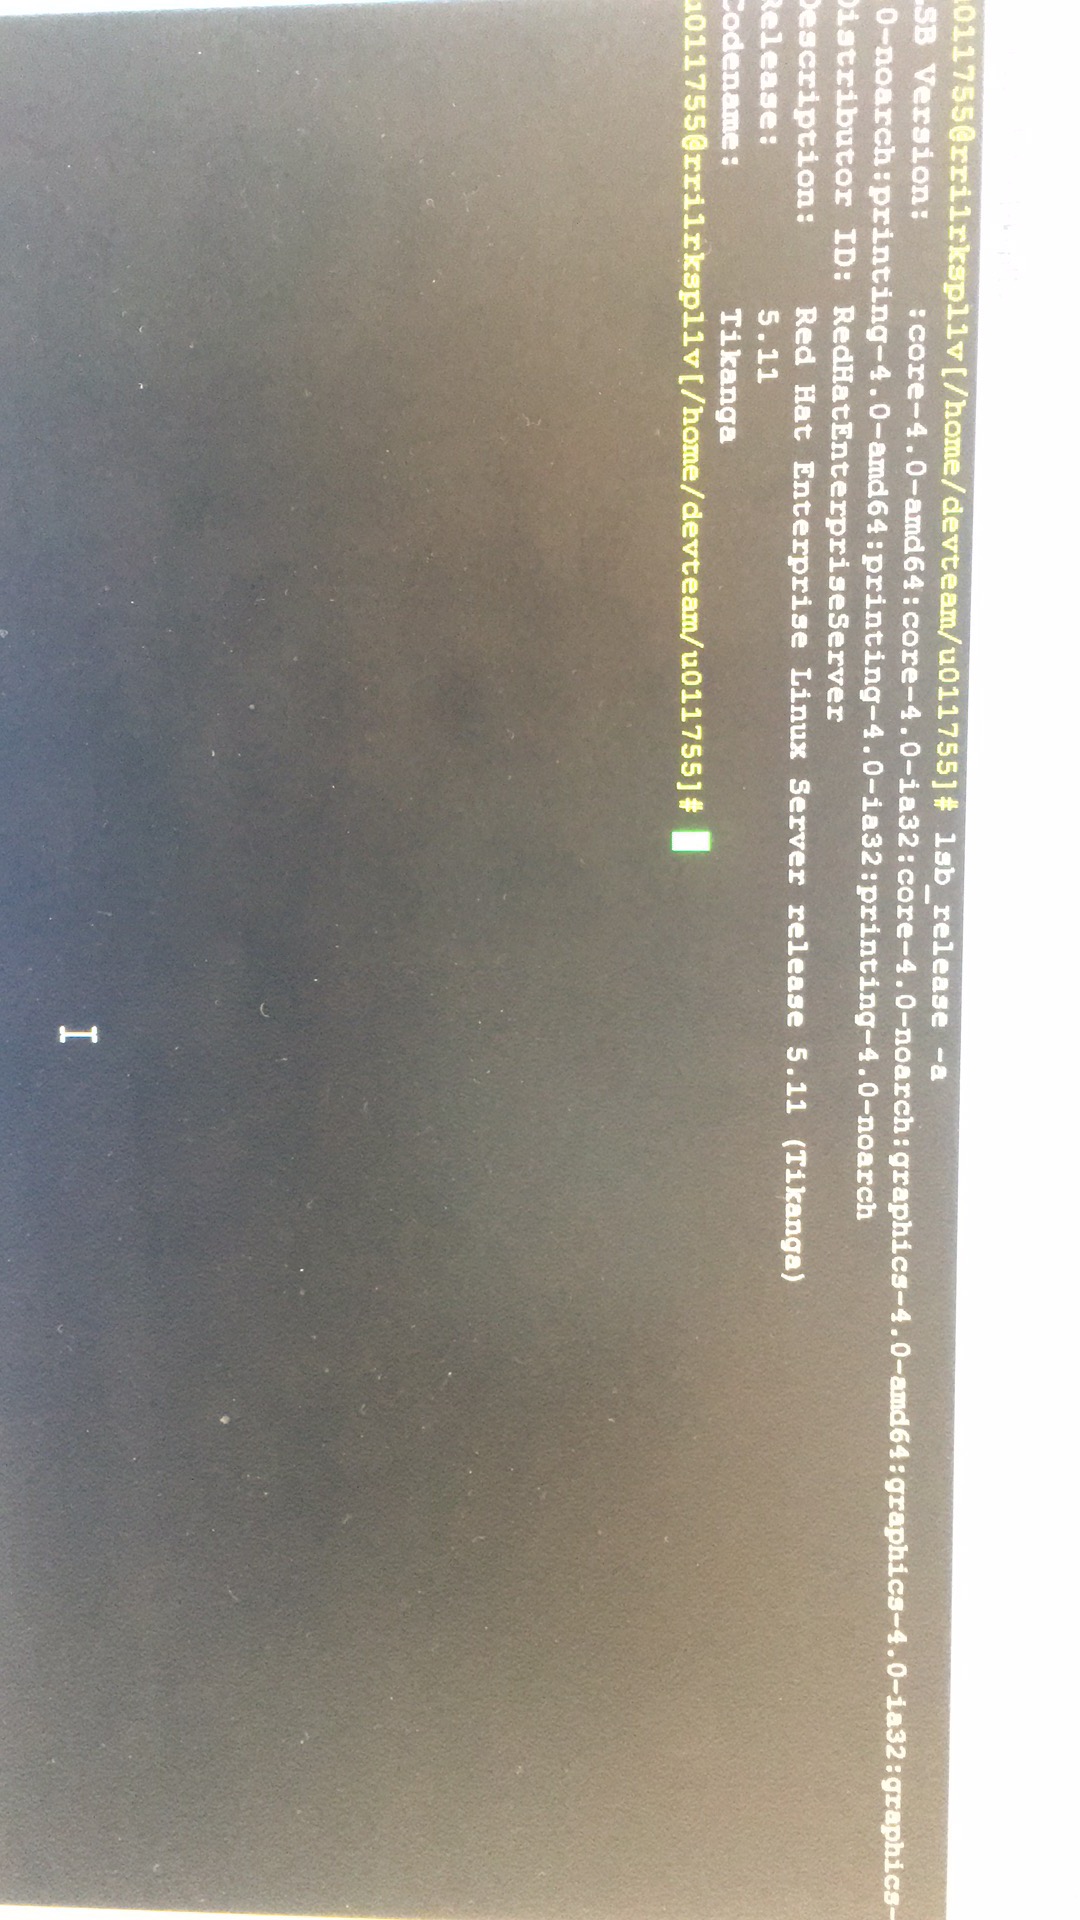 u011755@rri1rkspl1v[/home/devteam/u011755]# lsb_release -a
LSB Version:    :core-4.0-amd64:core-4.0-ia32:core-4.0-noarch:graphics-4.0-amd64:graphics-4.0-ia32:graphics-
0-noarch:printing-4.0-amd64:printing-4.0-ia32:printing-4.0-noarch
Distributor ID: RedHatEnterpriseServer
Description:    Red Hat Enterprise Linux Server release 5.11 (Tikanga)
Release:        5.11
Codename:       Tikanga
u011755@rri1rkspl1v[/home/devteam/u011755]#